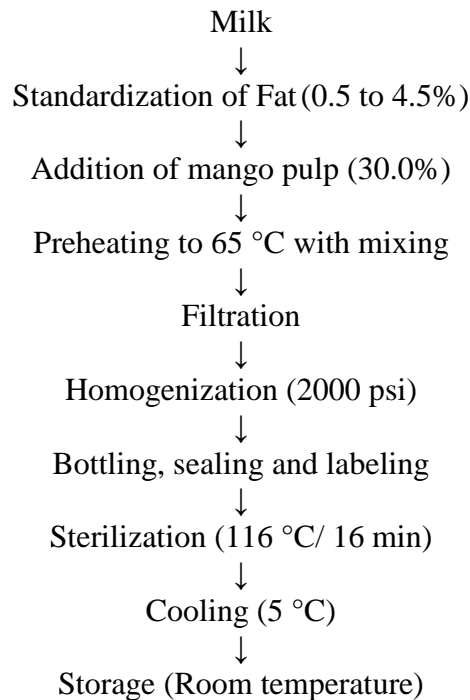 Milk
↓
Standardization of Fat (0.5 to 4.5%)
↓
Addition of mango pulp (30.0%)
↓
Preheating to 65 °C with mixing
↓
Filtration
↓
Homogenization (2000 psi)
↓
Bottling, sealing and labeling
↓
Sterilization (116 °C/ 16 min)
↓
Cooling (5 °C)
↓
Storage (Room temperature)